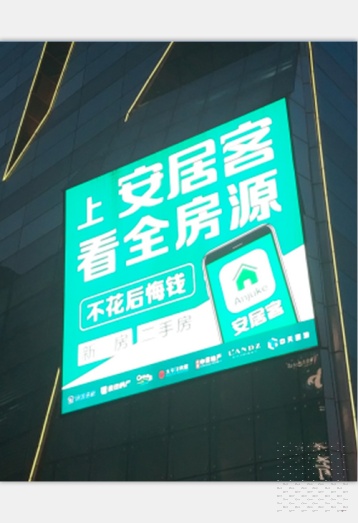 上 安居客
看全房源
不花后悔钱
新 房 二手房
Anjuke
安居客